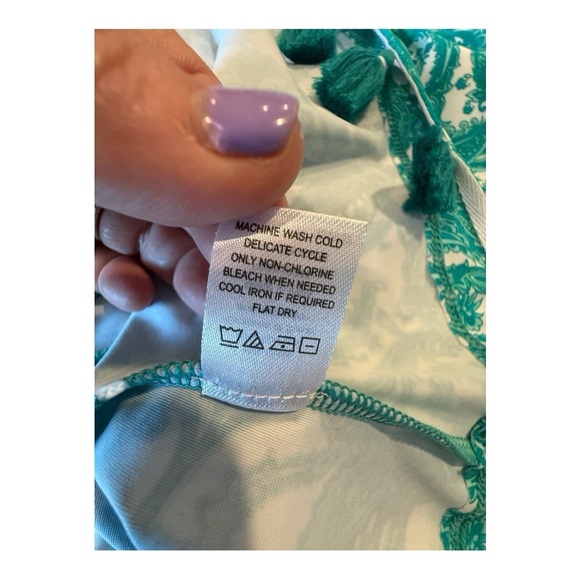 MACHINE WASH COLD
DELICATE CYCLE
ONLY NON-CHLORINE
BLEACH WHEN NEEDED
COOL IRON IF REQUIRED
FLAT DRY